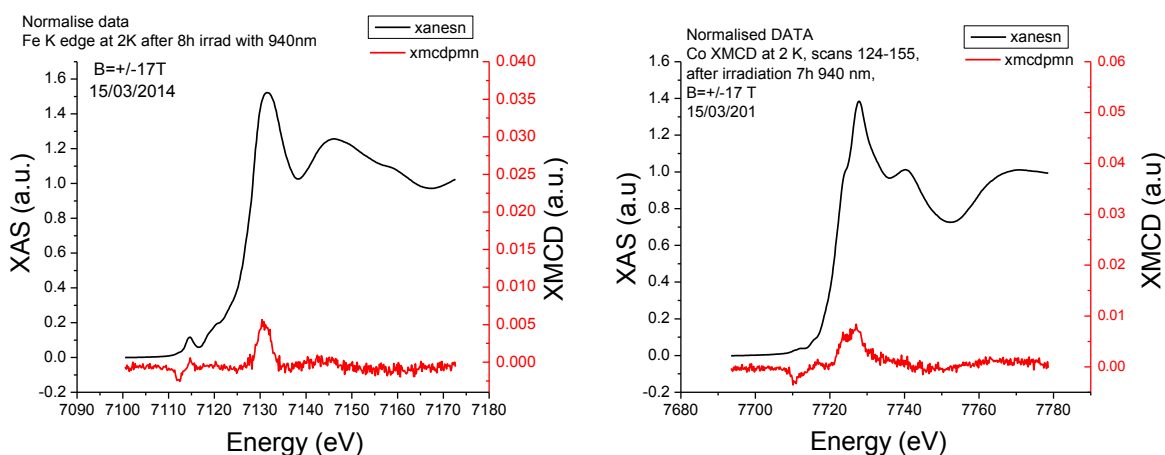 Normalise data
Fe K edge at 2K after 8h irrad with 940nm
B=+/-17T
15/03/2014
xanesn
xmcdpmn
XAS (a.u.)
1.6
1.4
1.2
1.0
0.8
0.6
0.4
0.2
0.0
-0.2
0.040
0.035
0.030
0.025
0.020
0.015
0.010
0.005
0.000
XMCD (a.u.)
7090 7100 7110 7120 7130 7140 7150 7160 7170 7180
Energy (eV)
Normalised DATA
Co XMCD at 2 K, scans 124-155,
after irradiation 7h 940 nm,
B=+/-17 T
15/03/201
xanesn
xmcdpmn
XAS (a.u)
1.6
1.4
1.2
1.0
0.8
0.6
0.4
0.2
0.0
-0.2
0.06
0.05
0.04
0.03
0.02
0.01
0.00
XMCD (a.u)
7680 7700 7720 7740 7760 7780
Energy (eV)